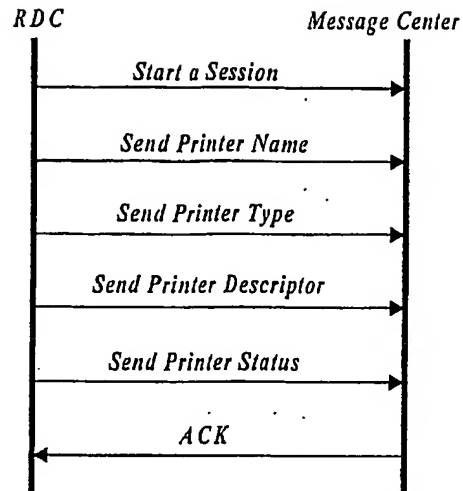 RDC Message Center
Start a Session
Send Printer Name
Send Printer Type
Send Printer Descriptor
Send Printer Status
ACK